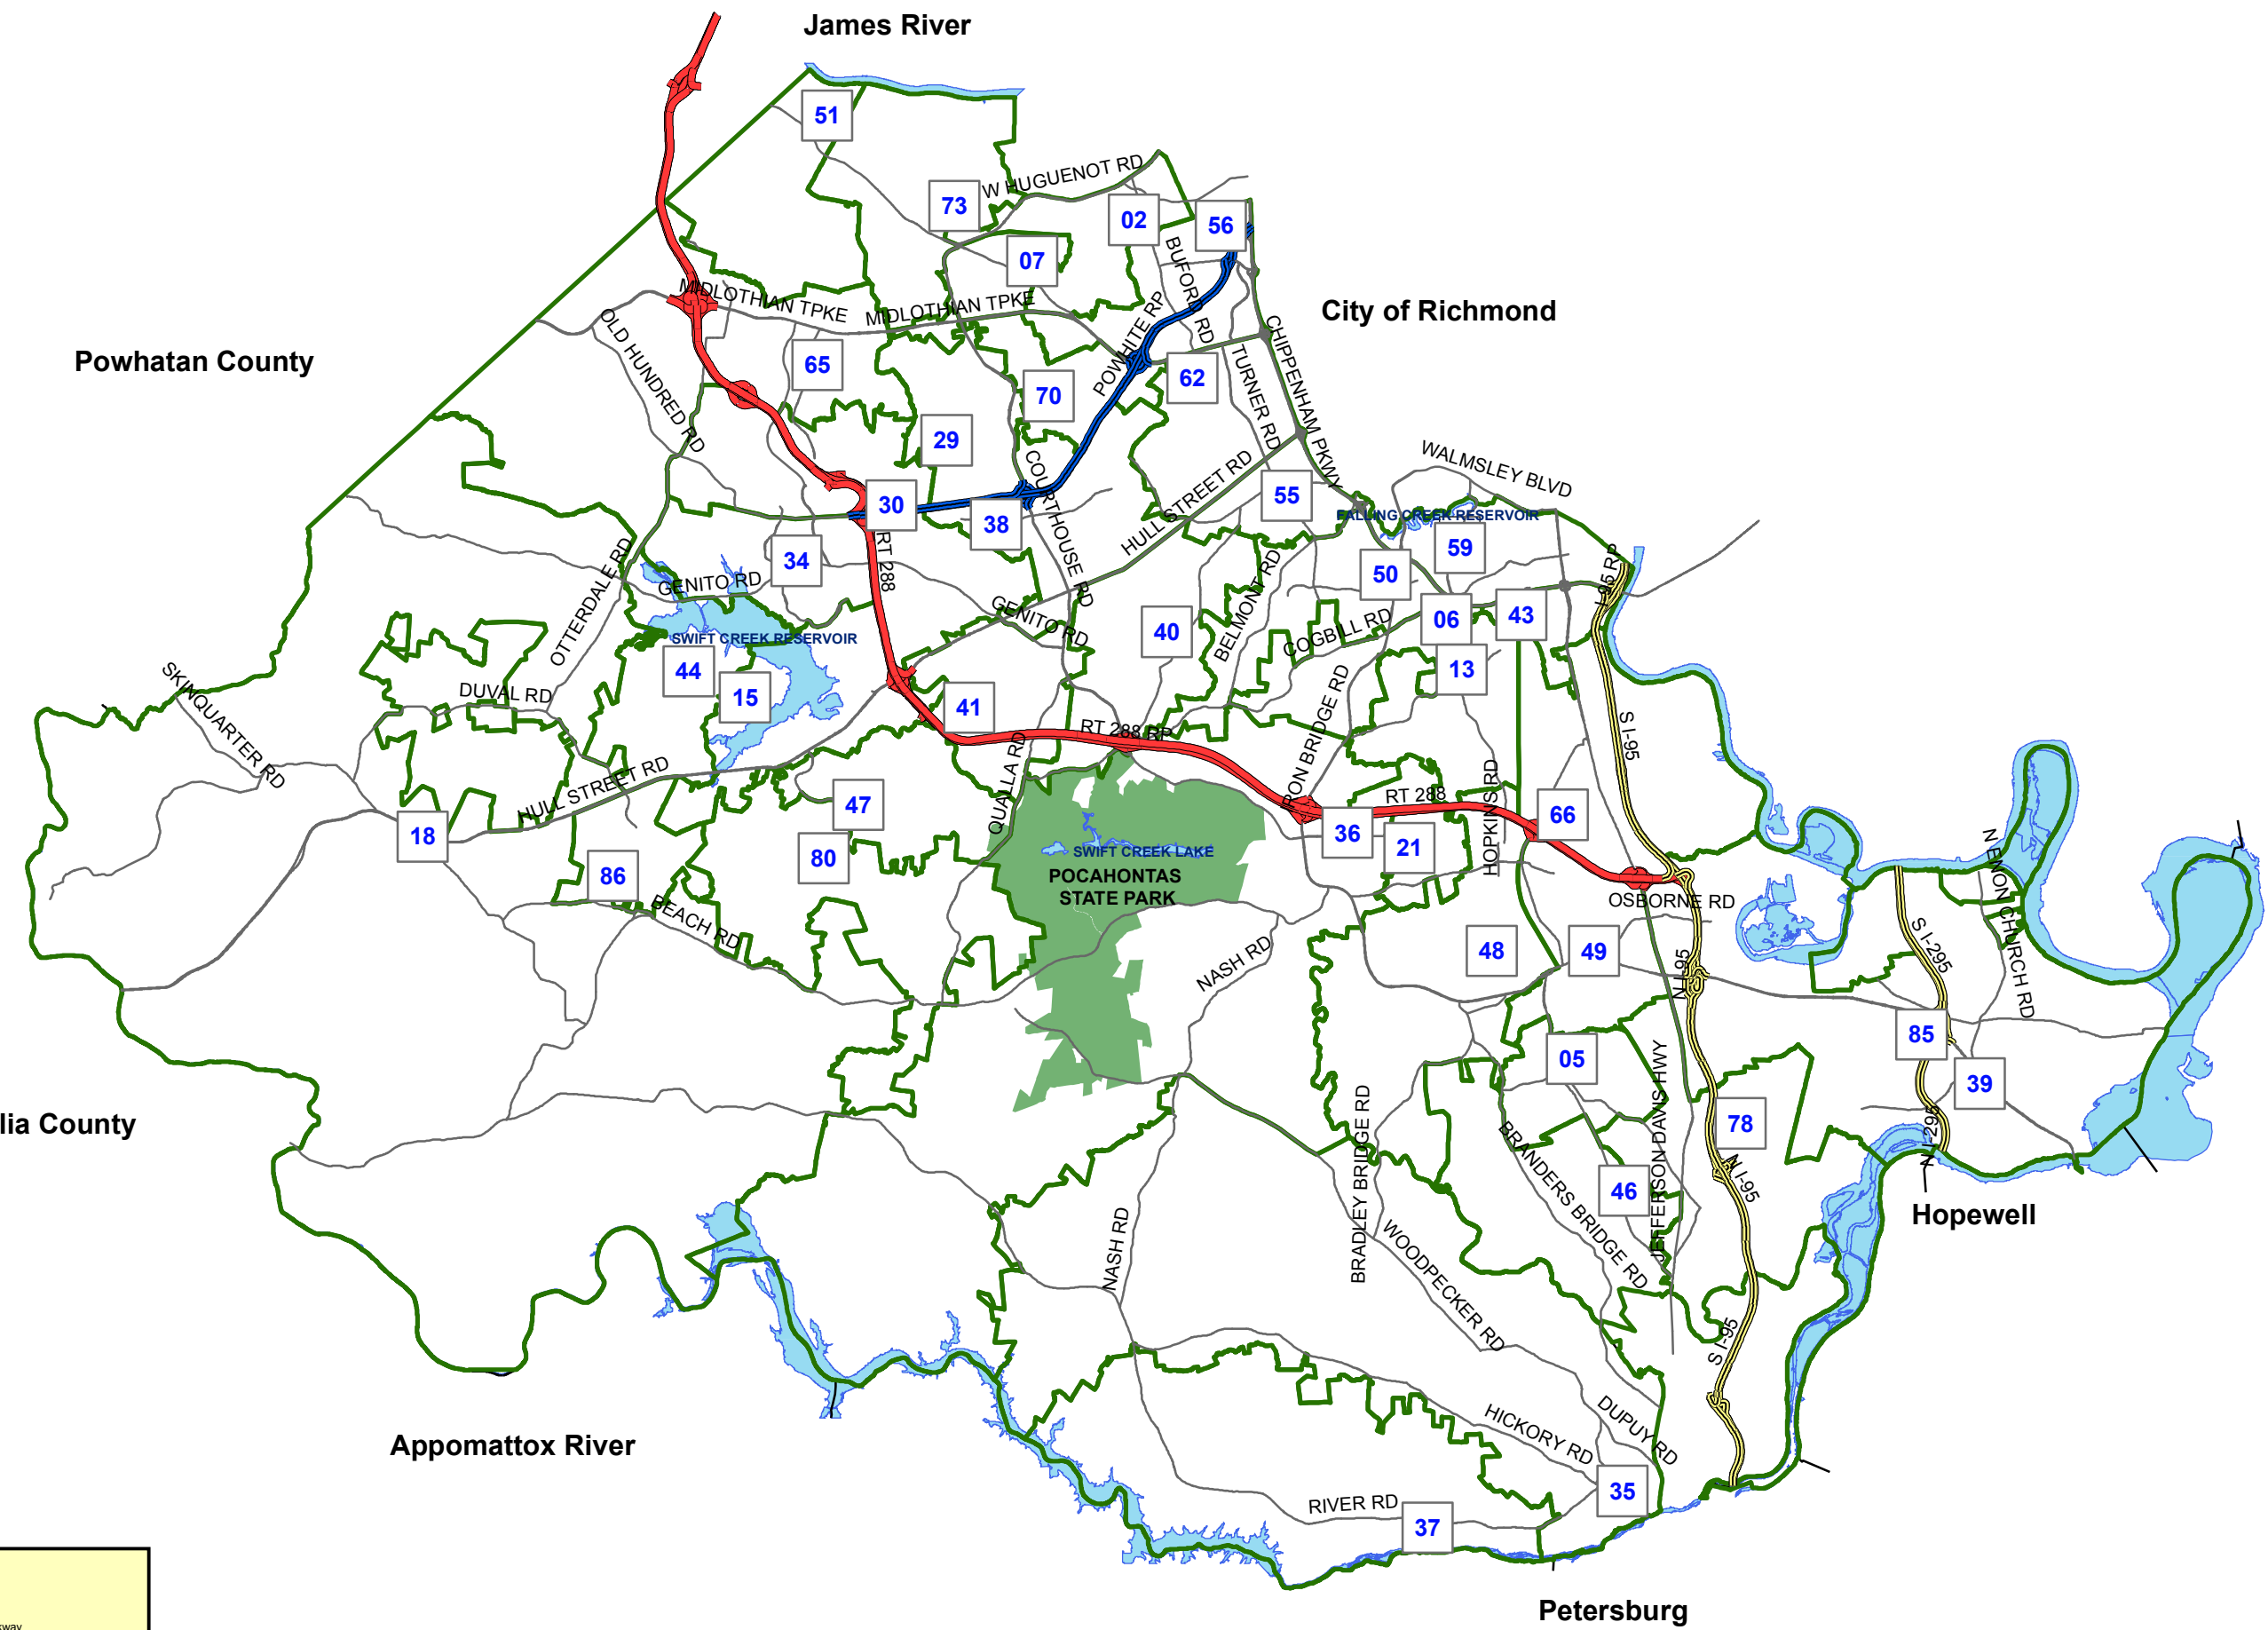 James River
51
W HUGUENOT RD
73
02
56
07
BUFORD RD
MIDLOTHIAN TPKE
MIDLOTHIAN TPKE
POWHITE RP
City of Richmond
OLD HUNDRED RD
CHIPPENHAM PKWY
Powhatan County
65
TURNER RD
62
70
29
COURTHOUSE RD
HULL STREET RD
WALMSLEY BLVD
30
38
55
FALLING CREEK RESERVOIR
RT 288
34
59
50
I-95 RP
OTTERDALE RD
GENITO RD
BELMONT RD
GENITO RD
COGBILL RD
06
43
40
SWIFT CREEK RESERVOIR
44
15
13
SKINQUARTER RD
DUVAL RD
41
RT 288 RP
IRON BRIDGE RD
S I-95
QUALLA RD
HULL STREET RD
47
HOPKINS RD
RT 288
66
18
36
21
80
SWIFT CREEK LAKE
86
POCAHONTAS
STATE PARK
N ENON CHURCH RD
BEACH RD
OSBORNE RD
NASH RD
48
49
S I-295
N I-95
85
05
39
JEFFERSON DAVIS HWY
lia County
78
BRADLEY BRIDGE RD
N I-295
BRANDERS BRIDGE RD
N I-95
46
Hopewell
NASH RD
WOODPECKER RD
S I-95
Appomattox River
HICKORY RD
DUPUY RD
35
RIVER RD
37
Petersburg
kway